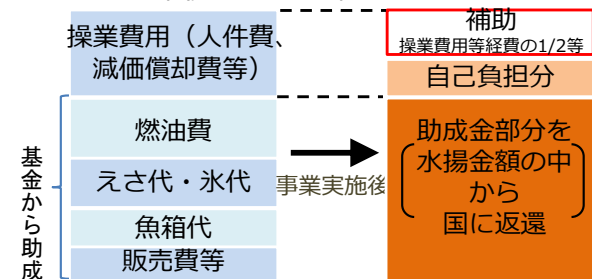 操業費用（人件費、
減価償却費等）
燃油費
えさ代・氷代
魚箱代
販売費等
基金から助成
事業実施後
補助
操業費用等経費の1/2等
自己負担分
助成金部分を
水揚金額の中
から
国に返還